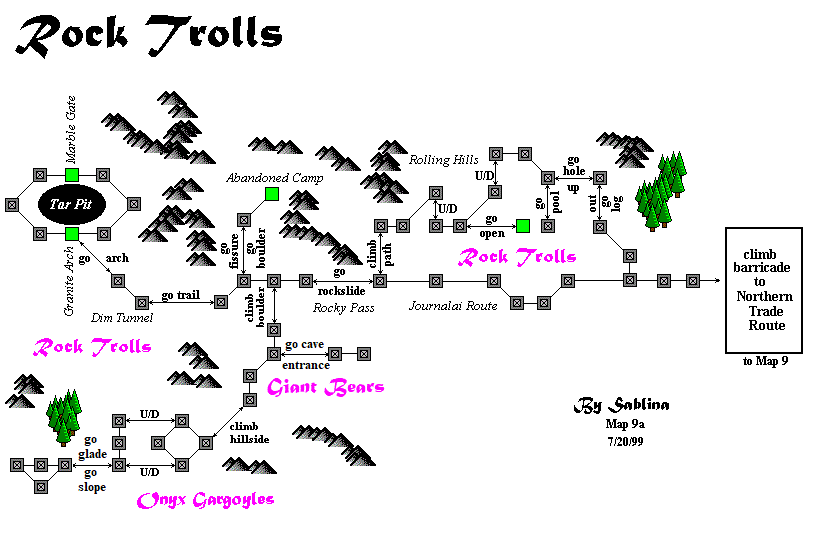 Rock Trolls
Marble Gate
Tar Pit
Granite Arch
go arch
Dim Tunnel
go trail
Rock Trolls
Abandoned Camp
go fissure
go boulder
climb boulder
go
rockslide
Rocky Pass
climb path
Rolling Hills
U/D
U/D
go
open
go pool
go
hole
up
out
go log
Rock Trolls
Journalai Route
climb
barricade
to
Northern
Trade
Route
to Map 9
go cave
entrance
Giant Bears
climb
hillside
U/D
U/D
go
glade
go
slope
Onyx Gargoyles
By Sablina
Map 9a
7/20/99